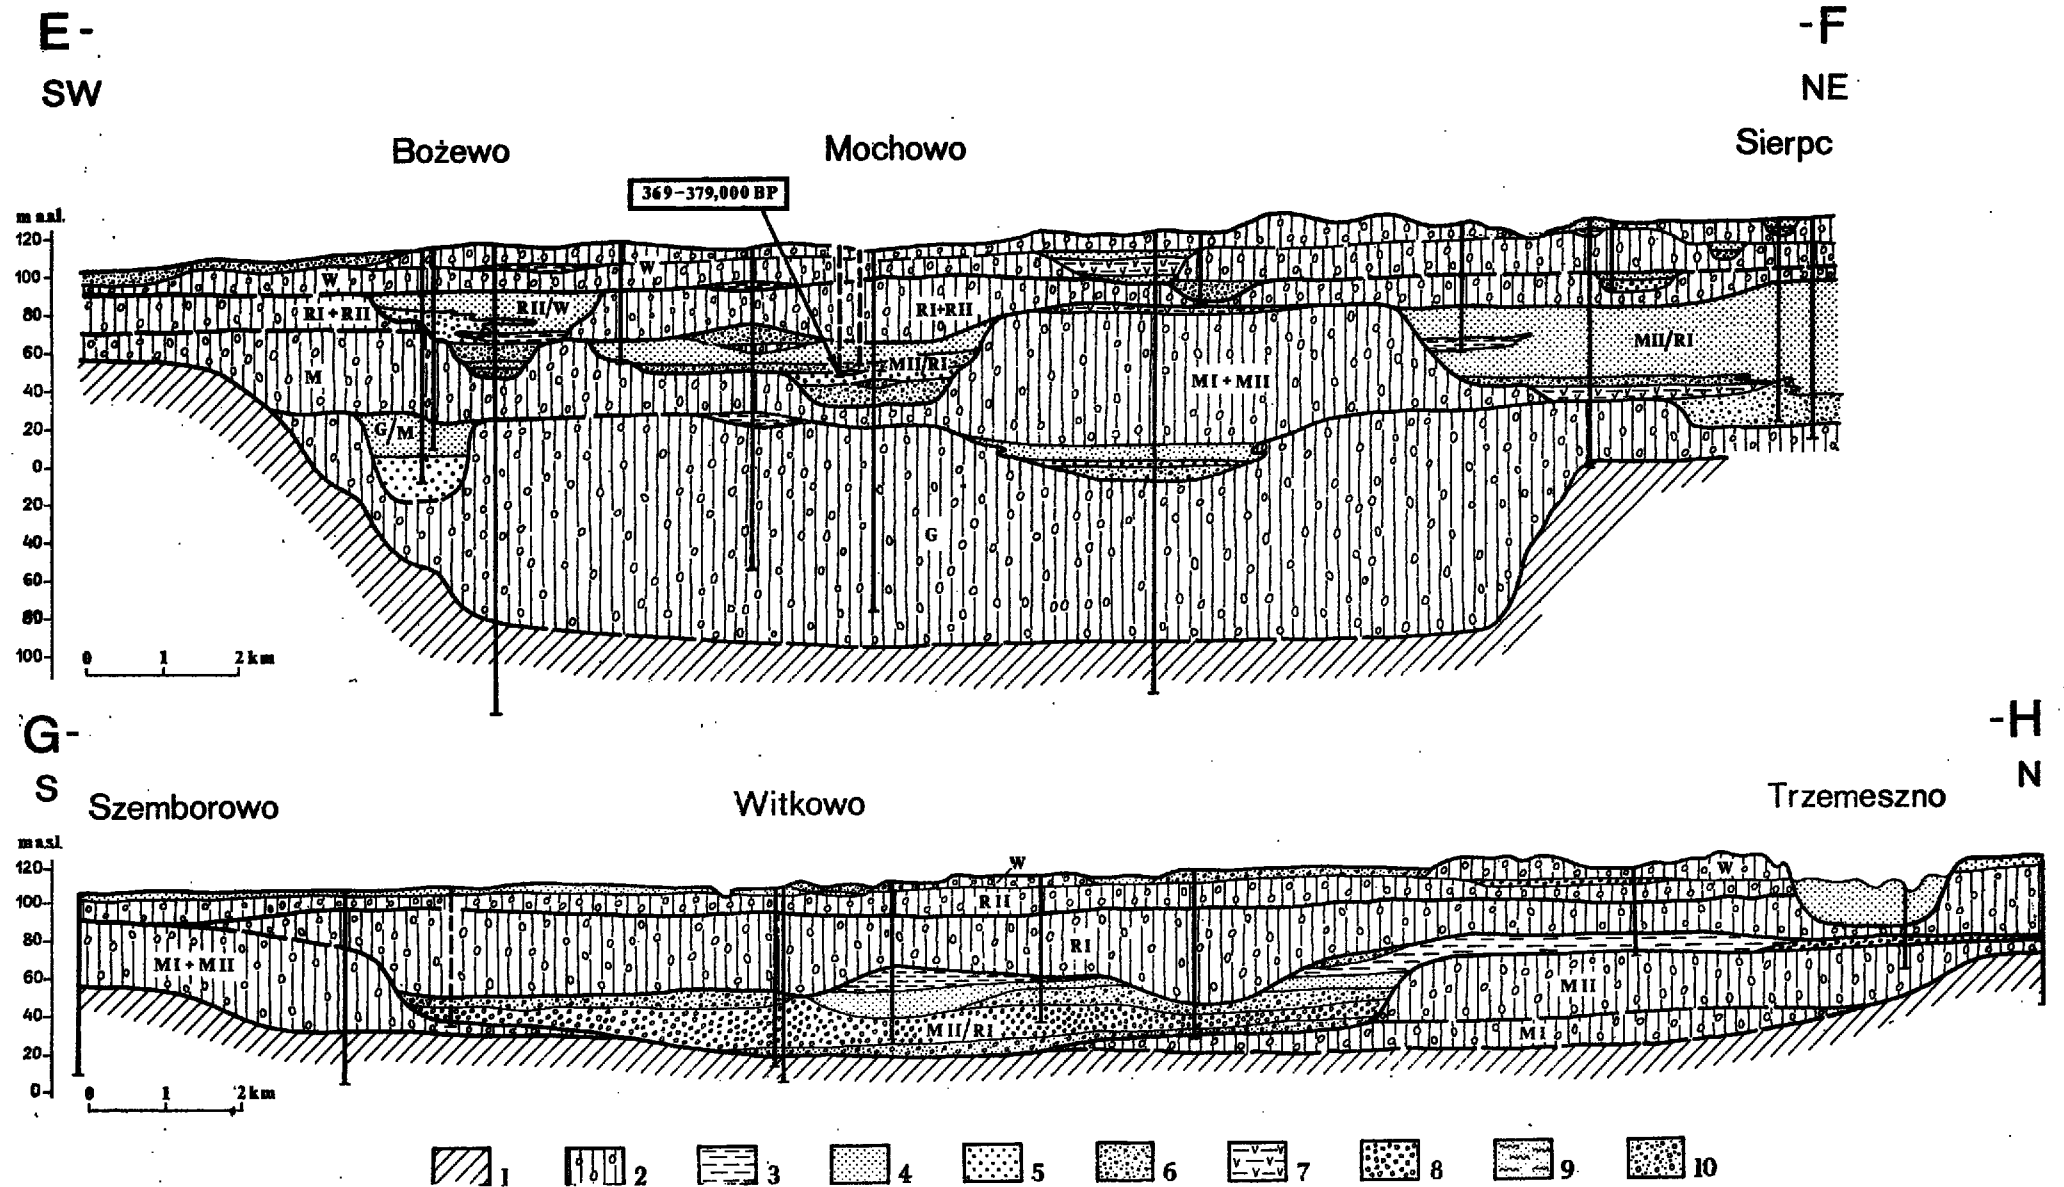 E- -F
SW NE
Bożewo Mochowo Sierpc
369-379,000 BP
m a.s.l.
120
100
80
60
40
20
0
20
40
60
80
100
W W
RI+RII RII/W RI+RII
M MII/RI MI+MII MII/RI
G/M
G
0 1 2 km
G- -H
S N
Szemborowo Witkowo Trzemeszno
m a.s.l.
120
100
80
60
40
20
0
W W
RII
RI
MI+MII MII
MII/RI MI
0 1 2 km
1 2 3 4 5 6 7 8 9 10